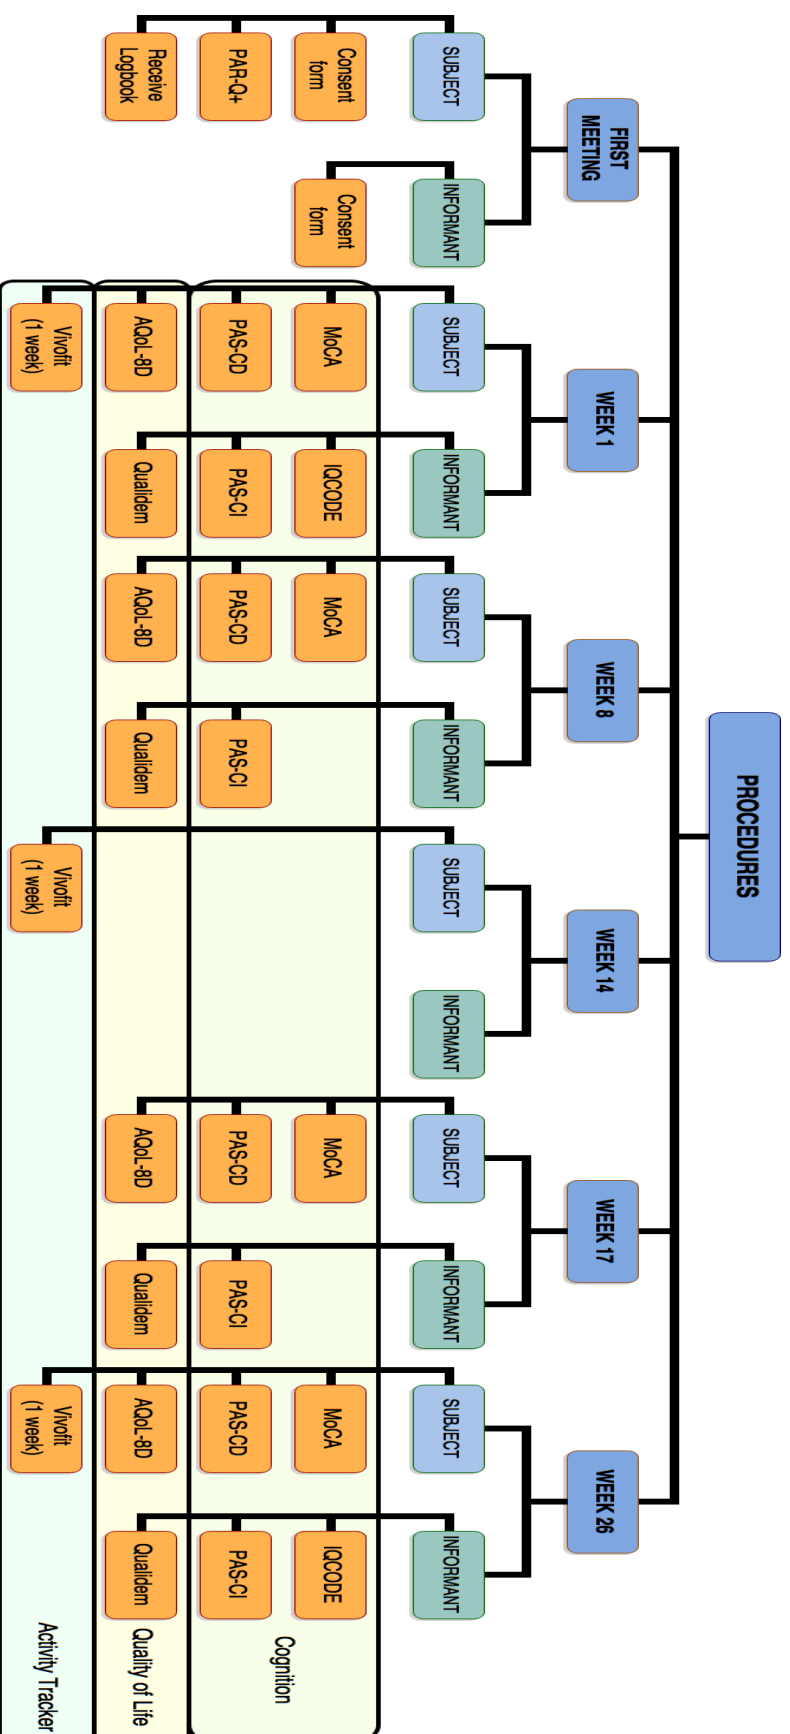 PROCEDURES
FIRST
MEETING
WEEK 1
WEEK 8
WEEK 14
WEEK 17
WEEK 26
SUBJECT
INFORMANT
SUBJECT
INFORMANT
SUBJECT
INFORMANT
SUBJECT
INFORMANT
SUBJECT
INFORMANT
SUBJECT
INFORMANT
Consent
form
Consent
form
MoCA
IQCODE
MoCA
MoCA
MoCA
IQCODE
Cognition
PAR-Q+
PAS-CD
PAS-CI
PAS-CD
PAS-CI
PAS-CD
PAS-CI
PAS-CD
PAS-CI
Receive
Logbook
AQoL-8D
Qualidem
AQoL-8D
Qualidem
AQoL-8D
Qualidem
AQoL-8D
Qualidem
Quality of Life
Vivofit
(1 week)
Vivofit
(1 week)
Vivofit
(1 week)
Activity Tracker